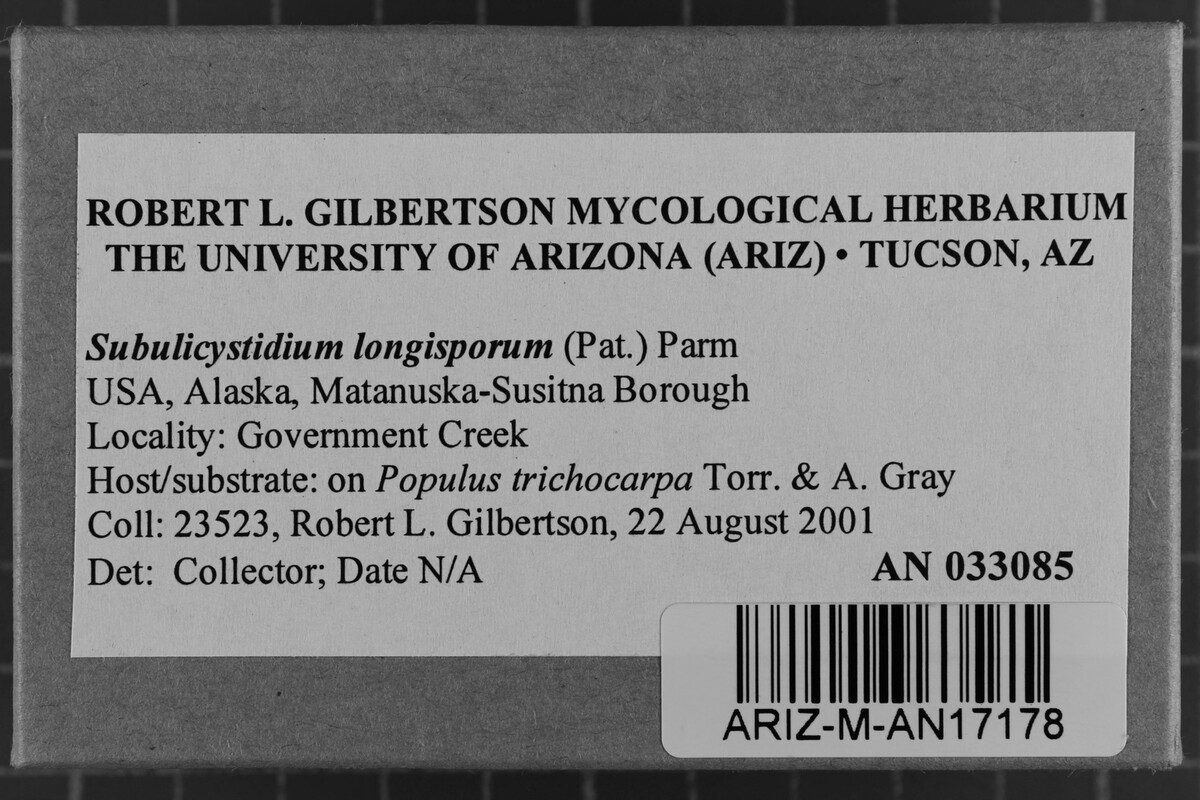 ROBERT L. GILBERTSON MYCOLOGICAL HERBARIUM
THE UNIVERSITY OF ARIZONA (ARIZ) • TUCSON, AZ
Subulicystidium longisporum (Pat.) Parm
USA, Alaska, Matanuska-Susitna Borough
Locality: Government Creek
Host/substrate: on Populus trichocarpa Torr. & A. Gray
Coll: 23523, Robert L. Gilbertson, 22 August 2001
Det: Collector; Date N/A
AN 033085
ARIZ-M-AN17178